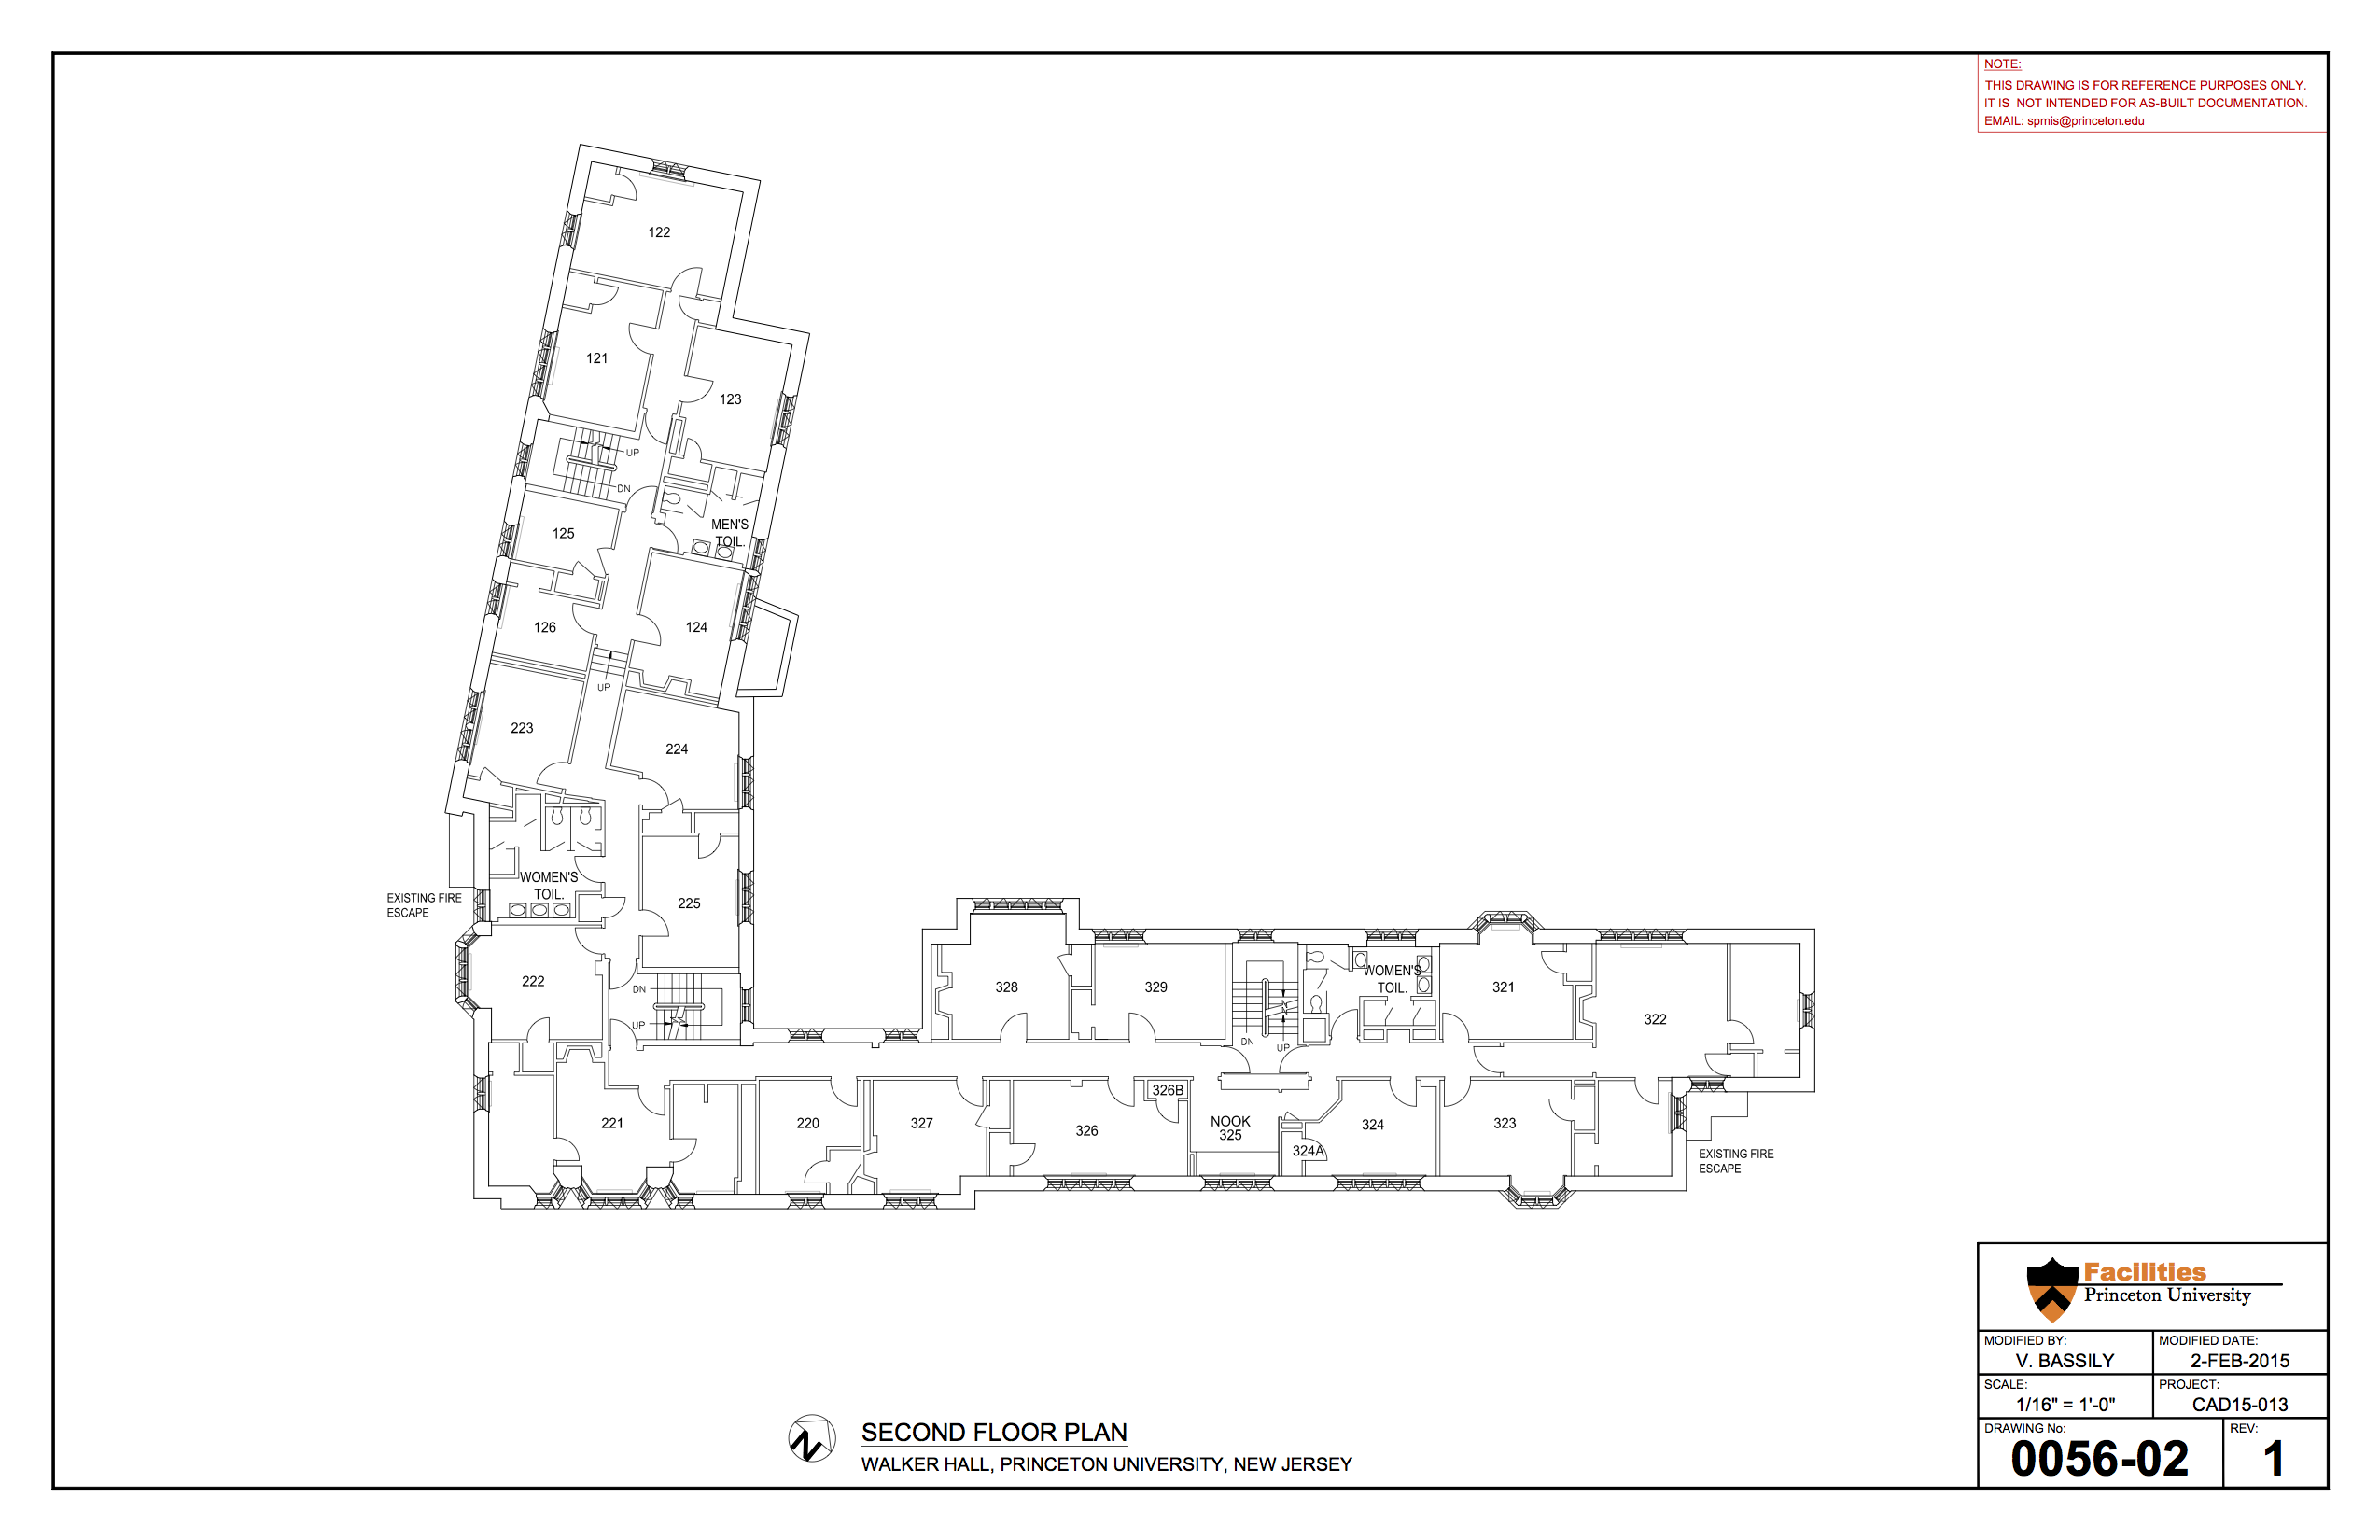 NOTE:
THIS DRAWING IS FOR REFERENCE PURPOSES ONLY.
IT IS NOT INTENDED FOR AS-BUILT DOCUMENTATION.
EMAIL: spmis@princeton.edu
122
121
123
UP
DN
MEN'S
TOIL.
125
126
124
UP
223
224
WOMEN'S
TOIL.
225
EXISTING FIRE
ESCAPE
222
DN
UP
328
329
DN
UP
WOMEN'S
TOIL.
321
322
221
220
327
326
326B
NOOK
325
324A
324
323
EXISTING FIRE
ESCAPE
Facilities
Princeton University
MODIFIED BY:
V. BASSILY
MODIFIED DATE:
2-FEB-2015
SCALE:
1/16" = 1'-0"
PROJECT:
CAD15-013
DRAWING No:
0056-02
REV:
1
N
SECOND FLOOR PLAN
WALKER HALL, PRINCETON UNIVERSITY, NEW JERSEY